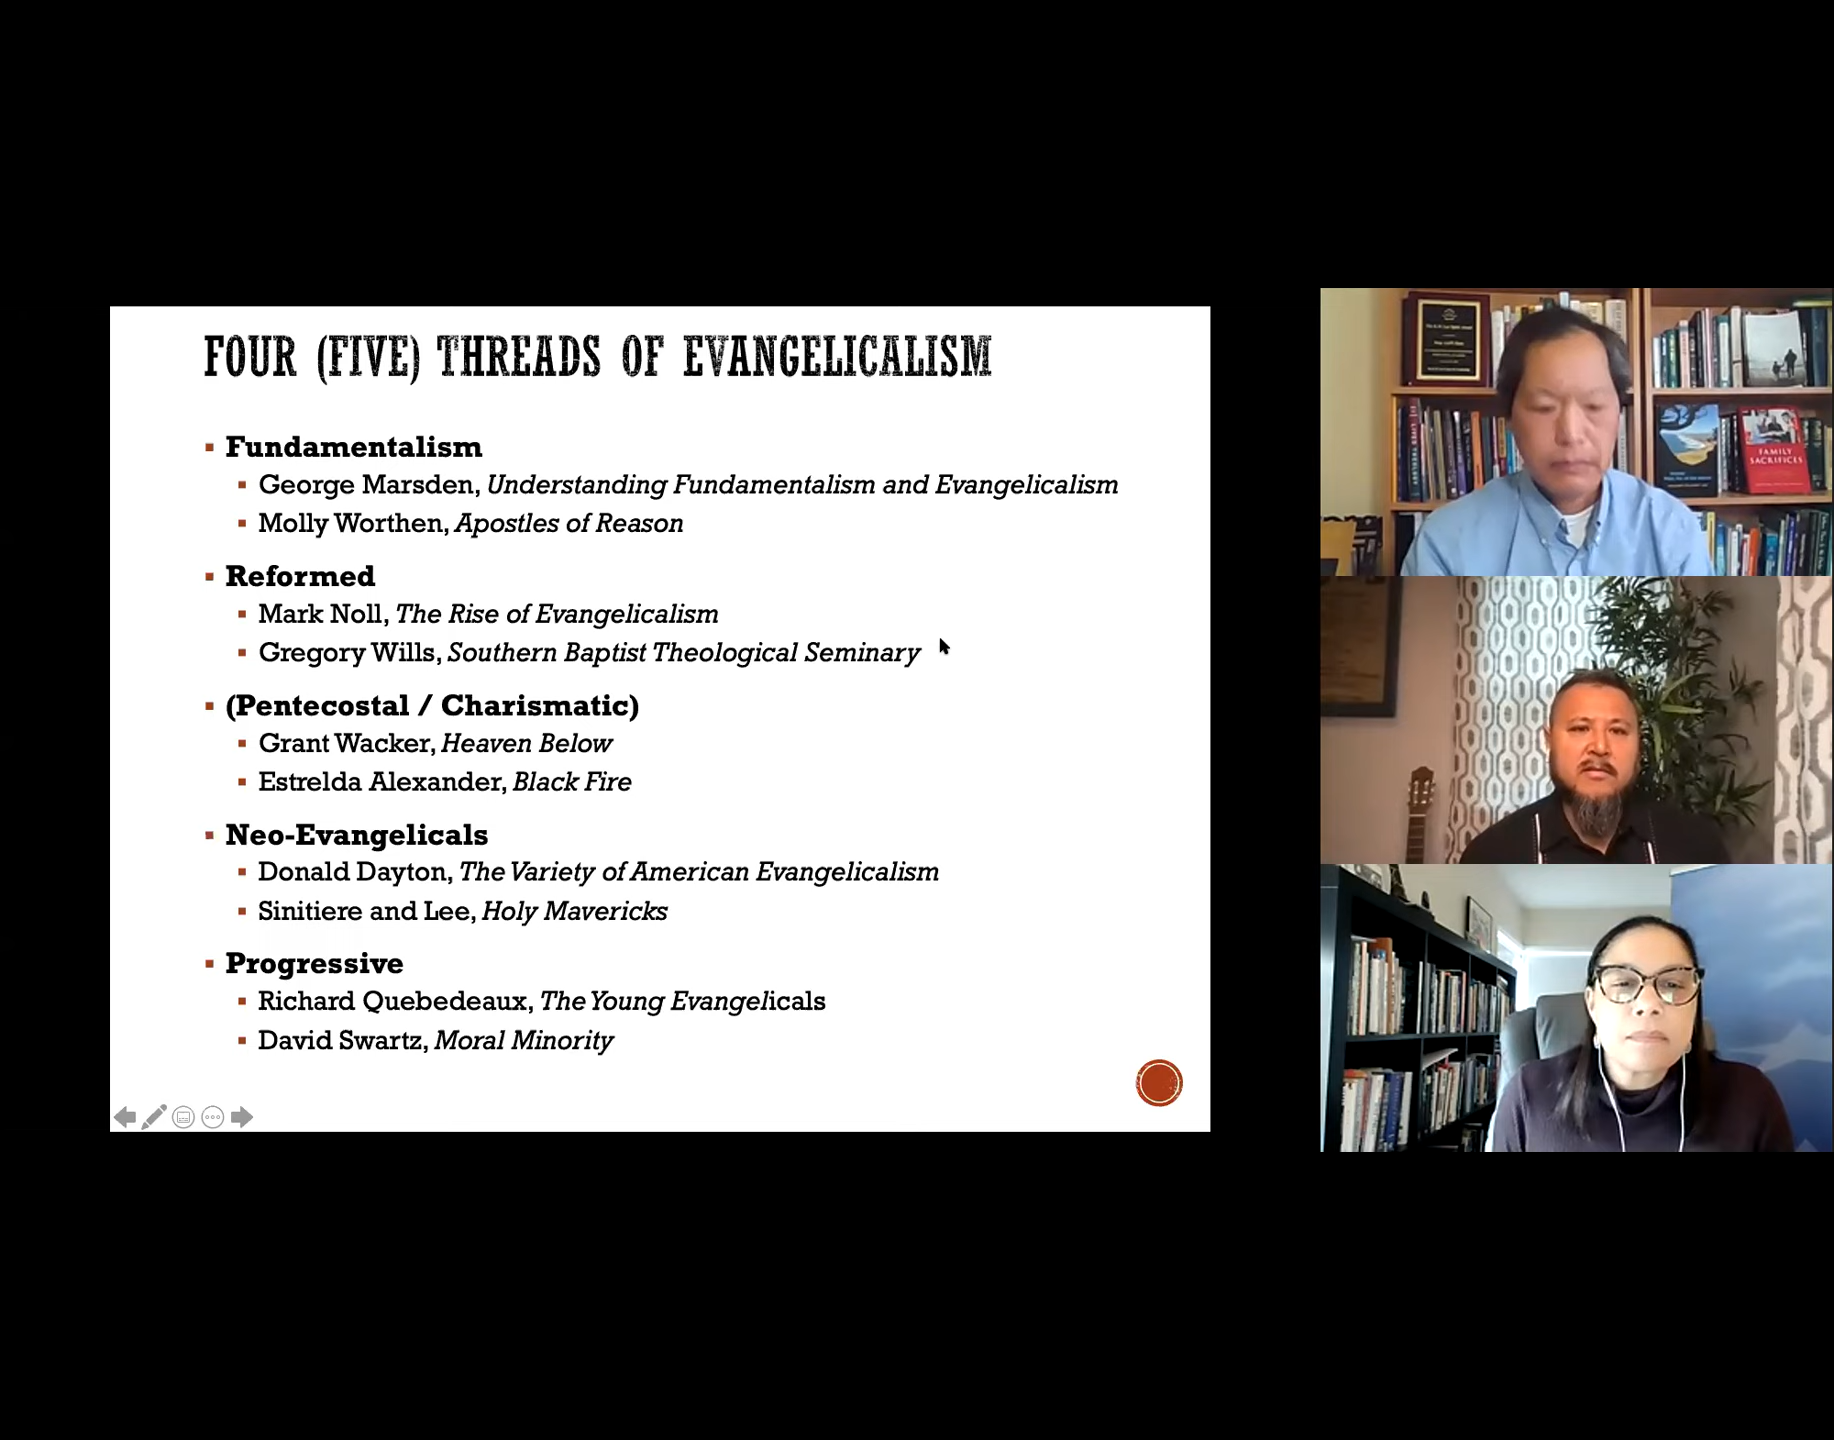 FOUR (FIVE) THREADS OF EVANGELICALISM
Fundamentalism
George Marsden, Understanding Fundamentalism and Evangelicalism
Molly Worthen, Apostles of Reason
Reformed
Mark Noll, The Rise of Evangelicalism
Gregory Wills, Southern Baptist Theological Seminary
(Pentecostal / Charismatic)
Grant Wacker, Heaven Below
Estrelda Alexander, Black Fire
Neo-Evangelicals
Donald Dayton, The Variety of American Evangelicalism
Sinitiere and Lee, Holy Mavericks
Progressive
Richard Quebedeaux, The Young Evangelicals
David Swartz, Moral Minority
FAMILY
SACRIFICES